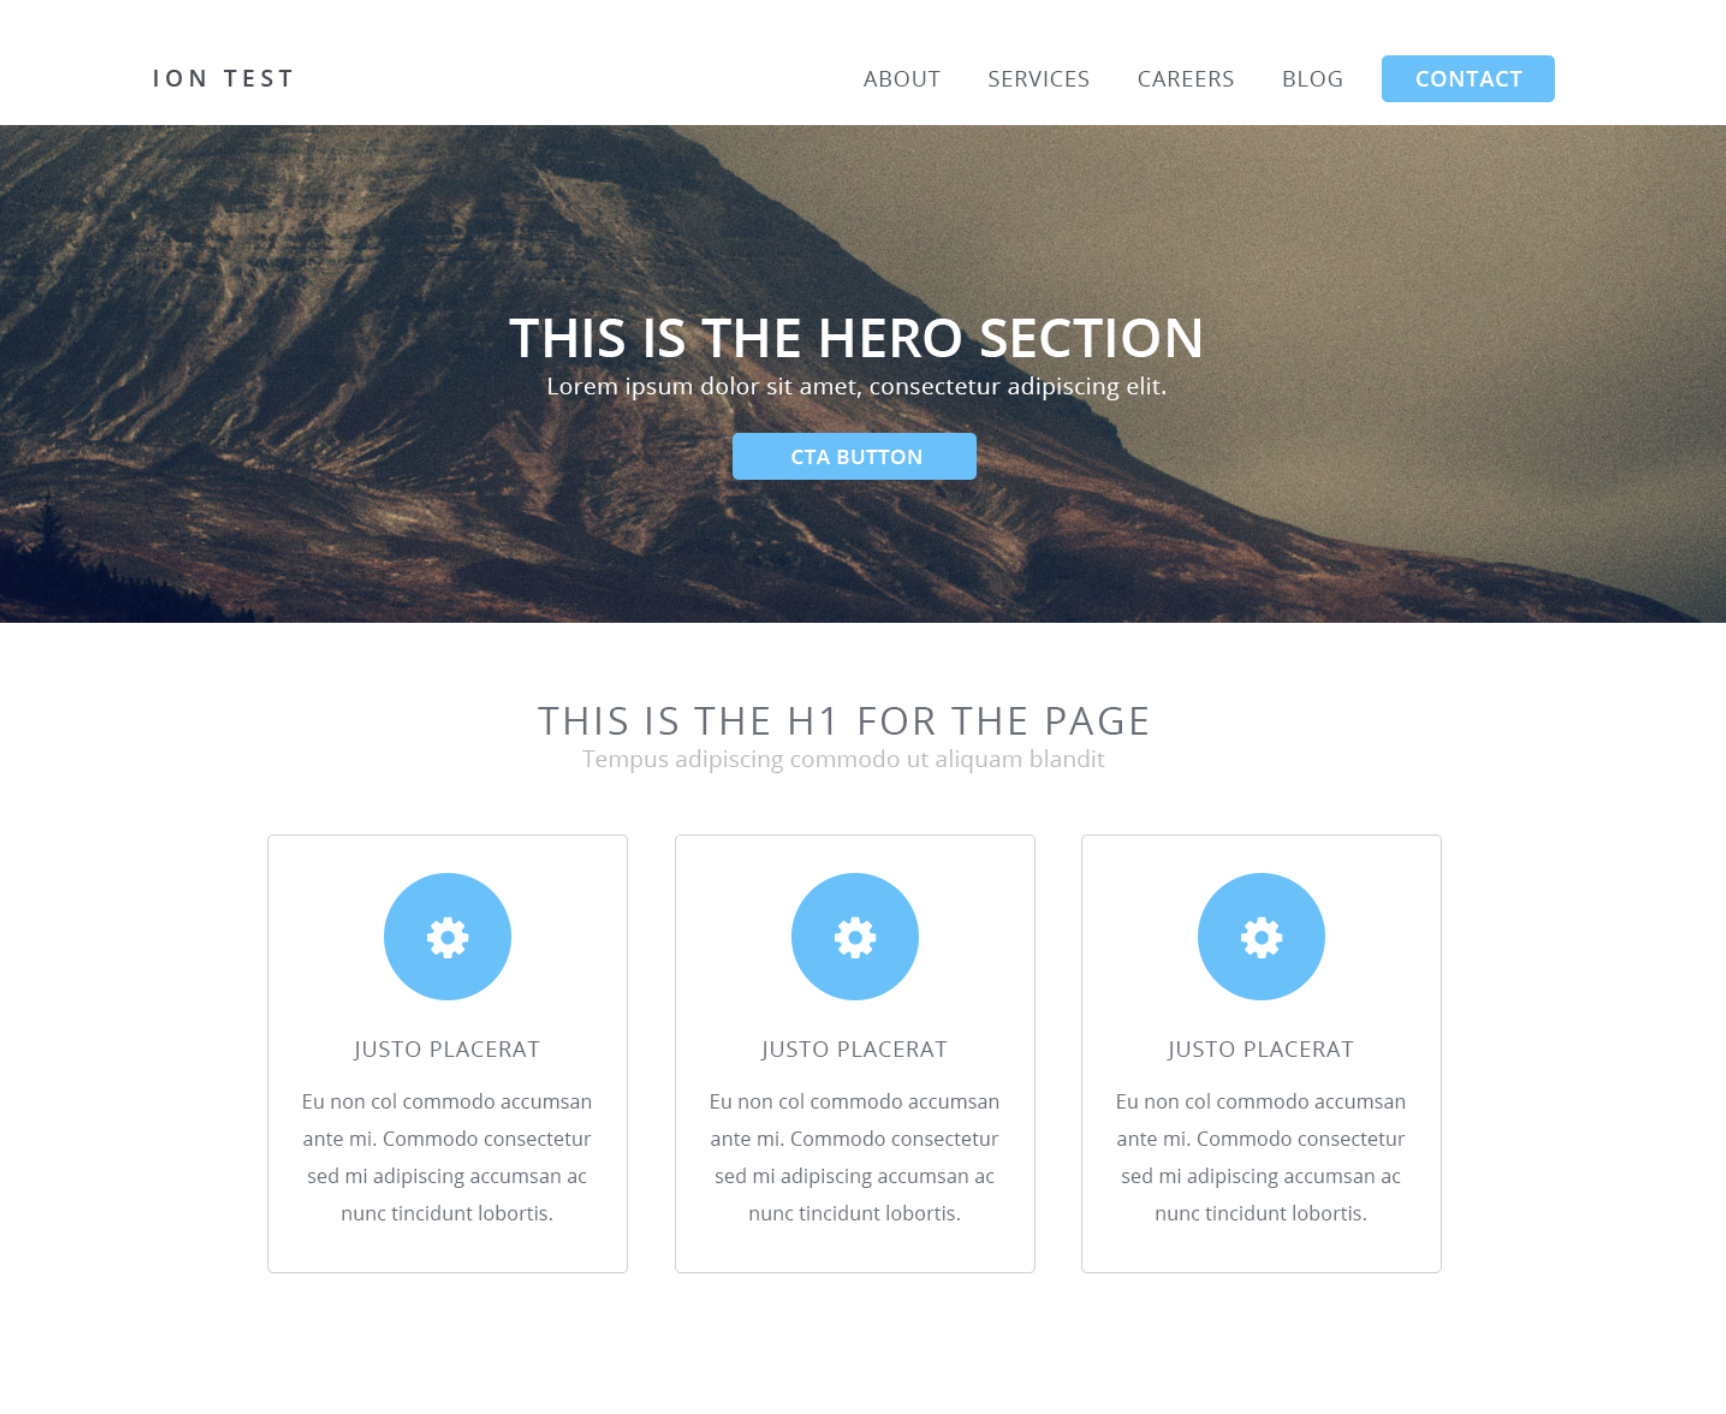 ION TEST
ABOUT SERVICES CAREERS BLOG CONTACT
THIS IS THE HERO SECTION
Lorem ipsum dolor sit amet, consectetur adipiscing elit.
CTA BUTTON
THIS IS THE H1 FOR THE PAGE
Tempus adipiscing commodo ut aliquam blandit
JUSTO PLACERAT
Eu non col commodo accumsan
ante mi. Commodo consectetur
sed mi adipiscing accumsan ac
nunc tincidunt lobortis.
JUSTO PLACERAT
Eu non col commodo accumsan
ante mi. Commodo consectetur
sed mi adipiscing accumsan ac
nunc tincidunt lobortis.
JUSTO PLACERAT
Eu non col commodo accumsan
ante mi. Commodo consectetur
sed mi adipiscing accumsan ac
nunc tincidunt lobortis.